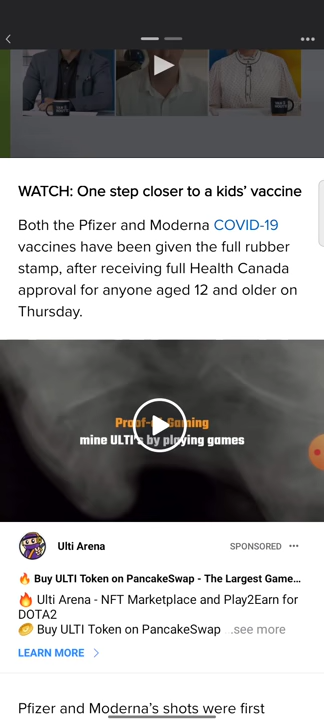 WATCH: One step closer to a kids' vaccine
Both the Pfizer and Moderna COVID-19
vaccines have been given the full rubber
stamp, after receiving full Health Canada
approval for anyone aged 12 and older on
Thursday.
Proof-of Gaming
mine ULTI's by playing games
Ulti Arena
SPONSORED
🔥 Buy ULTI Token on PancakeSwap - The Largest Game...
🔥 Ulti Arena - NFT Marketplace and Play2Earn for
DOTA2
🥞 Buy ULTI Token on PancakeSwap ...see more
LEARN MORE
Pfizer and Moderna's shots were first